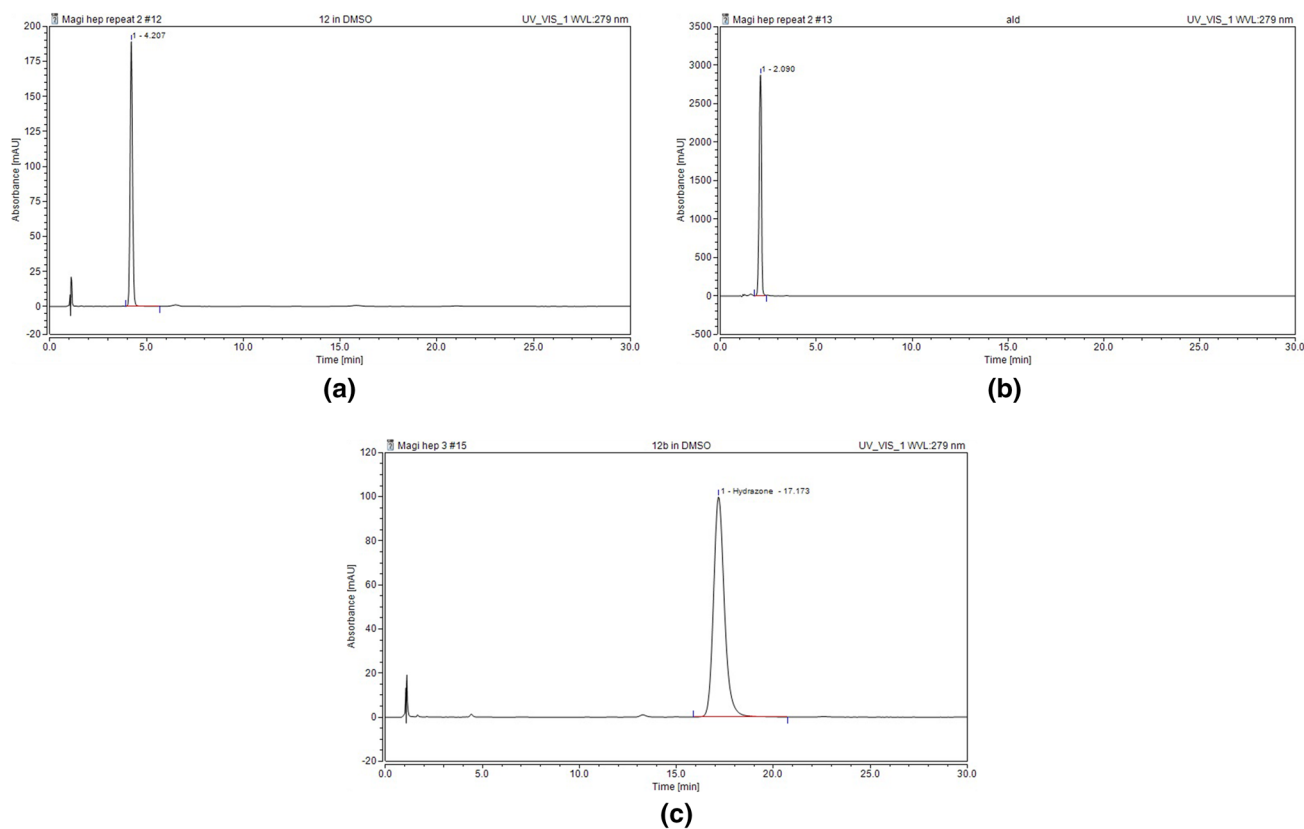 Magi hep repeat 2 #12 12 in DMSO UV_VIS_1 WVL:279 nm
200
175
150
125
100
75
50
25
0
-20
Absorbance [mAU]
1 - 4.207
0.0 5.0 10.0 15.0 20.0 25.0 30.0
Time [min]
(a)
Magi hep repeat 2 #13 ald UV_VIS_1 WVL:279 nm
3500
3000
2500
2000
1500
1000
500
0
-500
Absorbance [mAU]
1 - 2.090
0.0 5.0 10.0 15.0 20.0 25.0 30.0
Time [min]
(b)
Magi hep 3 #15 12b in DMSO UV_VIS_1 WVL:279 nm
120
100
80
60
40
20
0
-20
Absorbance [mAU]
1 - Hydrazone - 17.173
0.0 5.0 10.0 15.0 20.0 25.0 30.0
Time [min]
(c)